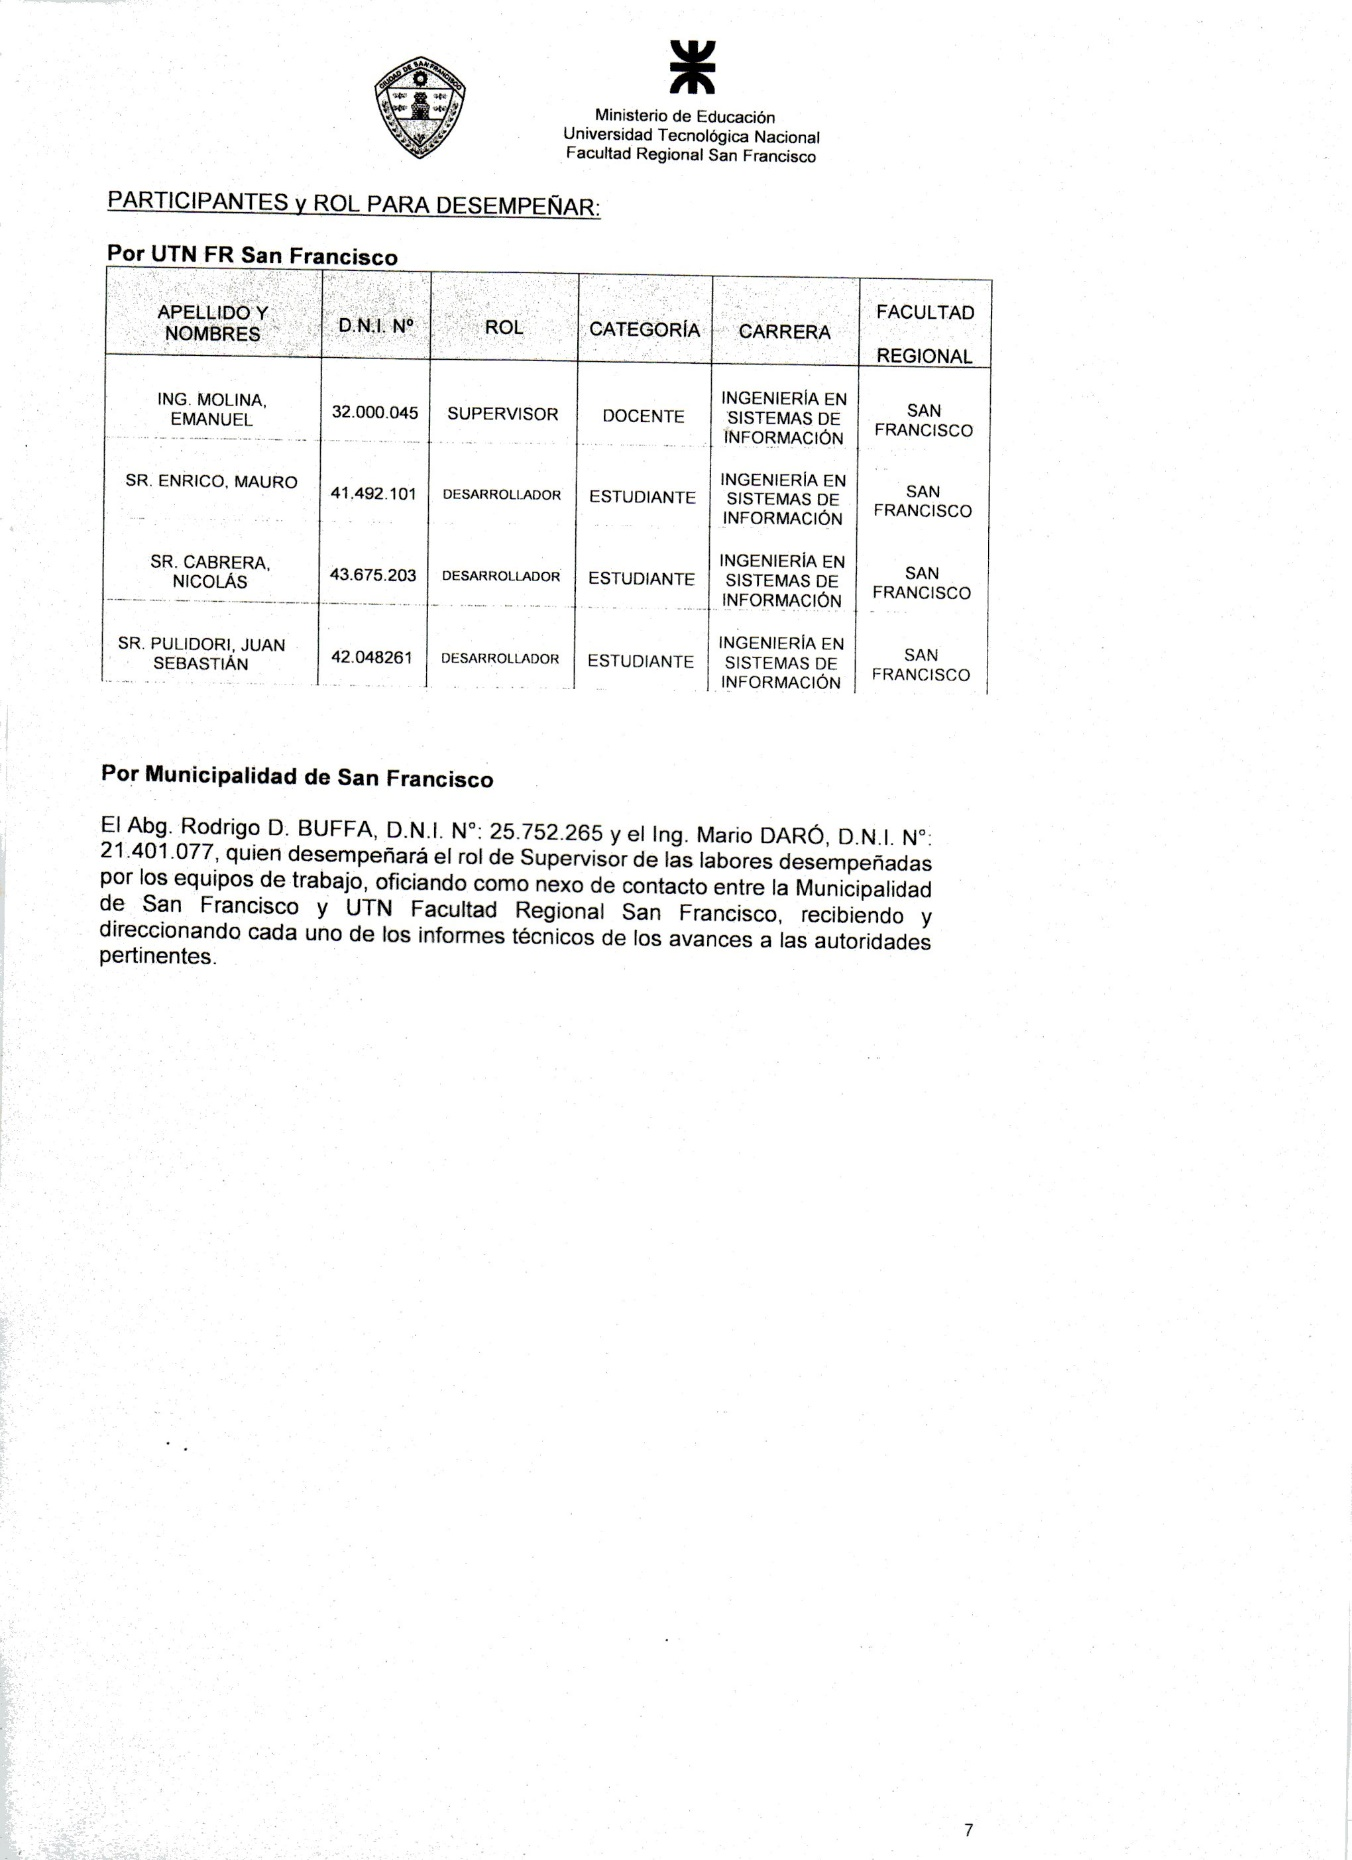 CIUDAD DE SAN FRANCISCO
Ministerio de Educación
Universidad Tecnológica Nacional
Facultad Regional San Francisco
PARTICIPANTES y ROL PARA DESEMPEÑAR:
Por UTN FR San Francisco
APELLIDO Y NOMBRES D.N.I. Nº ROL CATEGORÍA CARRERA FACULTAD REGIONAL
ING. MOLINA, EMANUEL 32.000.045 SUPERVISOR DOCENTE INGENIERÍA EN SISTEMAS DE INFORMACIÓN SAN FRANCISCO
SR. ENRICO, MAURO 41.492.101 DESARROLLADOR ESTUDIANTE INGENIERÍA EN SISTEMAS DE INFORMACIÓN SAN FRANCISCO
SR. CABRERA, NICOLÁS 43.675.203 DESARROLLADOR ESTUDIANTE INGENIERÍA EN SISTEMAS DE INFORMACIÓN SAN FRANCISCO
SR. PULIDORI, JUAN SEBASTIÁN 42.048261 DESARROLLADOR ESTUDIANTE INGENIERÍA EN SISTEMAS DE INFORMACIÓN SAN FRANCISCO
Por Municipalidad de San Francisco
El Abg. Rodrigo D. BUFFA, D.N.I. N°: 25.752.265 y el Ing. Mario DARÓ, D.N.I. N°:
21.401.077, quien desempeñará el rol de Supervisor de las labores desempeñadas
por los equipos de trabajo, oficiando como nexo de contacto entre la Municipalidad
de San Francisco y UTN Facultad Regional San Francisco, recibiendo y
direccionando cada uno de los informes técnicos de los avances a las autoridades
pertinentes.
7